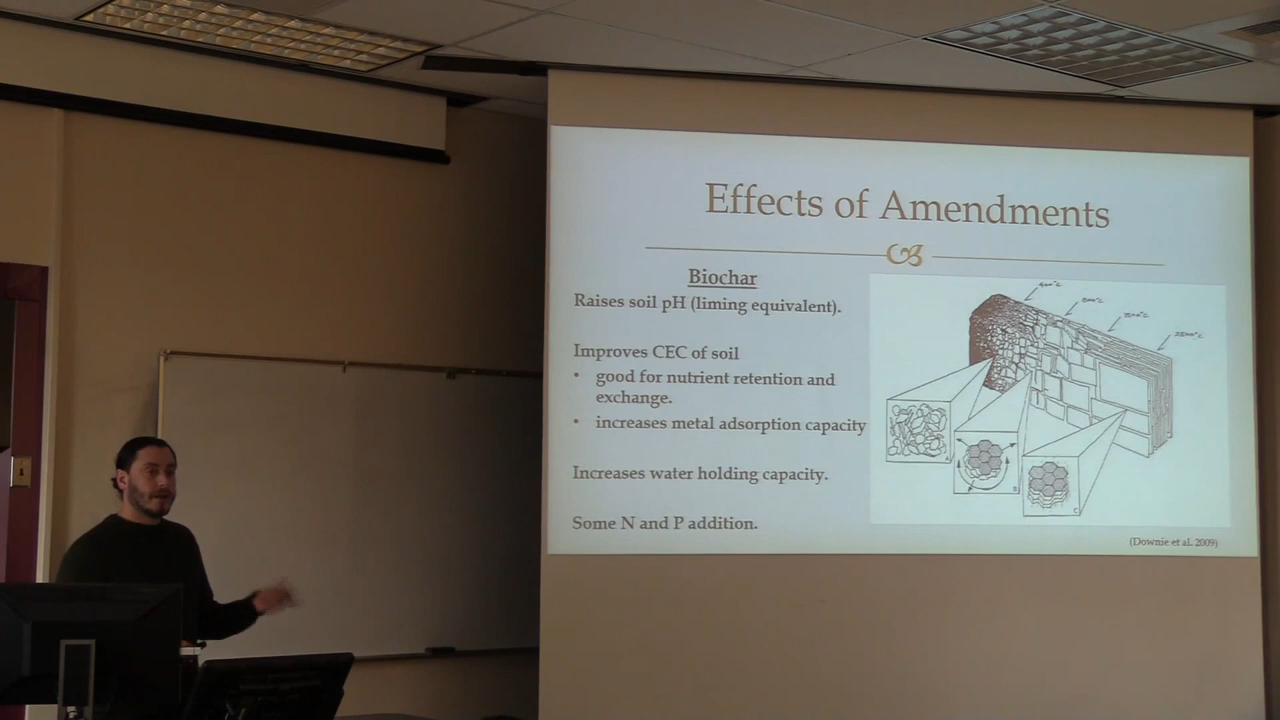 Effects of Amendments
Biochar
Raises soil pH (liming equivalent).
Improves CEC of soil
• good for nutrient retention and
exchange.
• increases metal adsorption capacity
Increases water holding capacity.
Some N and P addition.
A
B
C
(Downie et al. 2009)